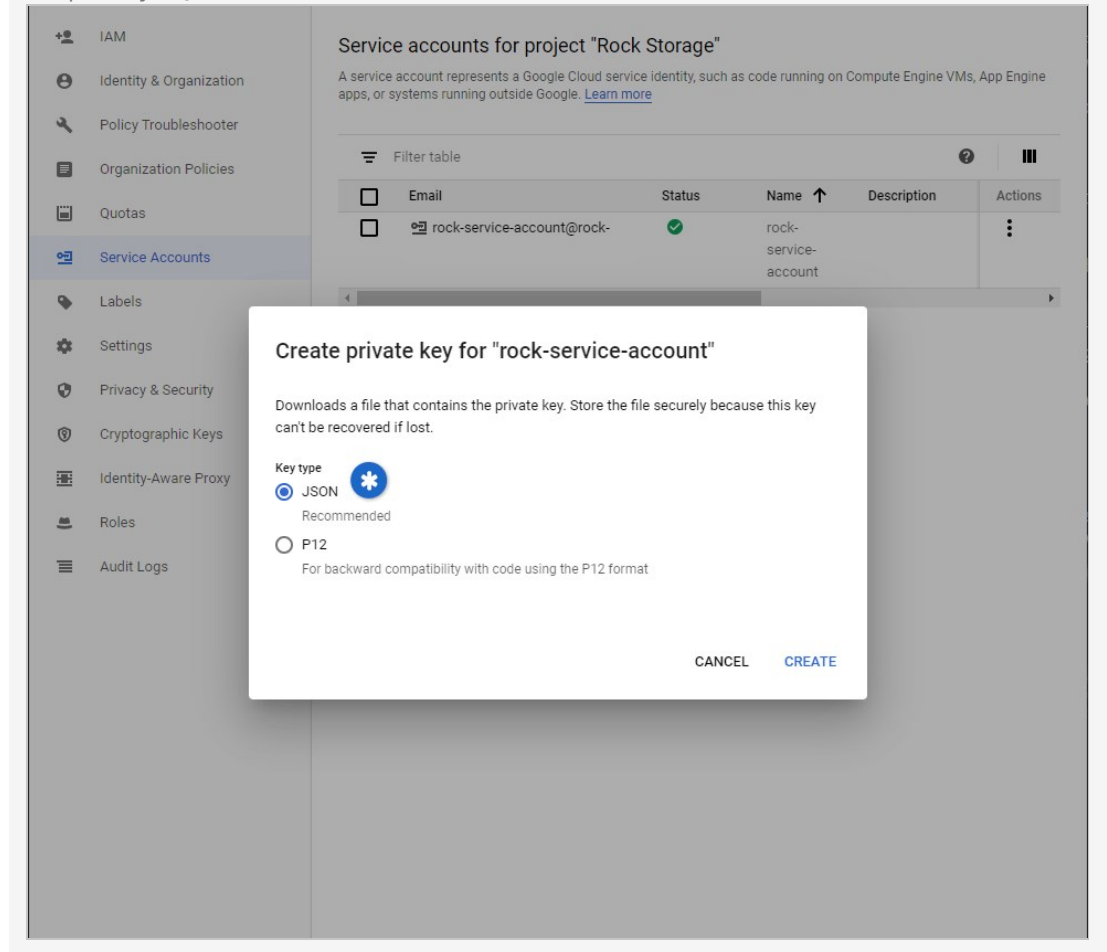 IAM
Identity & Organization
Policy Troubleshooter
Organization Policies
Quotas
Service Accounts
Labels
Settings
Privacy & Security
Cryptographic Keys
Identity-Aware Proxy
Roles
Audit Logs
Service accounts for project "Rock Storage"
A service account represents a Google Cloud service identity, such as code running on Compute Engine VMs, App Engine
apps, or systems running outside Google. Learn more
Filter table
Email Status Name Description Actions
rock-service-account@rock- rock-
service-
account
Create private key for "rock-service-account"
Downloads a file that contains the private key. Store the file securely because this key
can't be recovered if lost.
Key type
JSON
Recommended
P12
For backward compatibility with code using the P12 format
CANCEL CREATE